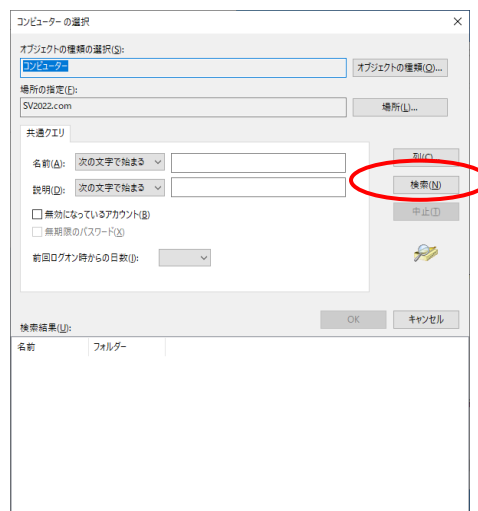 コンピューター の選択
オブジェクトの種類の選択(S):
コンピューター
オブジェクトの種類(O)...
場所の指定(F):
SV2022.com
場所(L)...
共通クエリ
名前(A): 次の文字で始まる
列(C)...
説明(D): 次の文字で始まる
検索(N)
無効になっているアカウント(B)
中止(T)
無期限のパスワード(X)
前回ログオン時からの日数(I):
OK キャンセル
検索結果(U):
名前 フォルダー